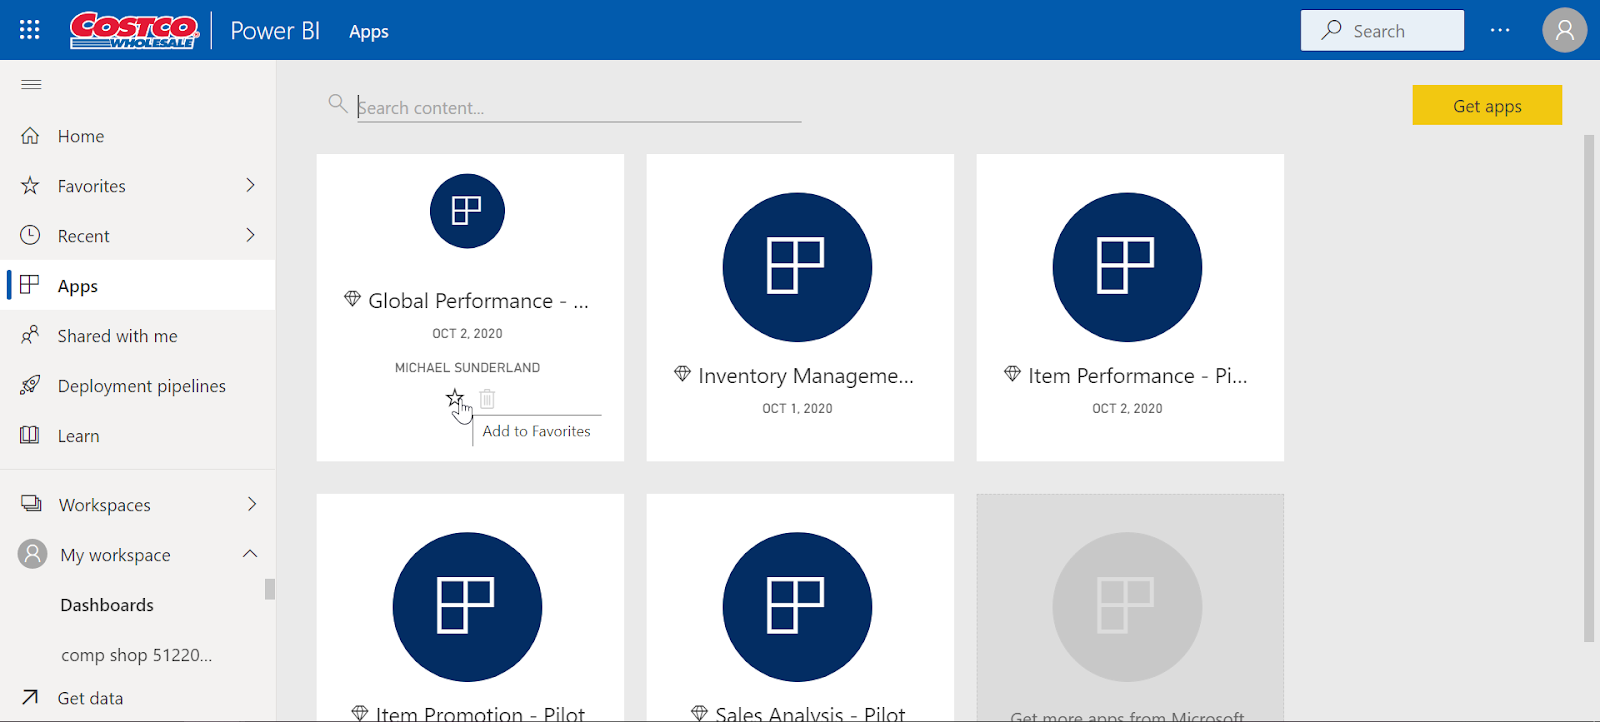 COSTCO
WHOLESALE
Power BI
Apps
Search
Home
Favorites
Recent
Apps
Shared with me
Deployment pipelines
Learn
Workspaces
My workspace
Dashboards
comp shop 51220...
Get data
Search content...
Get apps
Global Performance - ...
OCT 2, 2020
MICHAEL SUNDERLAND
Add to Favorites
Inventory Manageme...
OCT 1, 2020
Item Performance - Pi...
OCT 2, 2020
Item Promotion - Pilot
Sales Analysis - Pilot
Get more apps from Microsoft